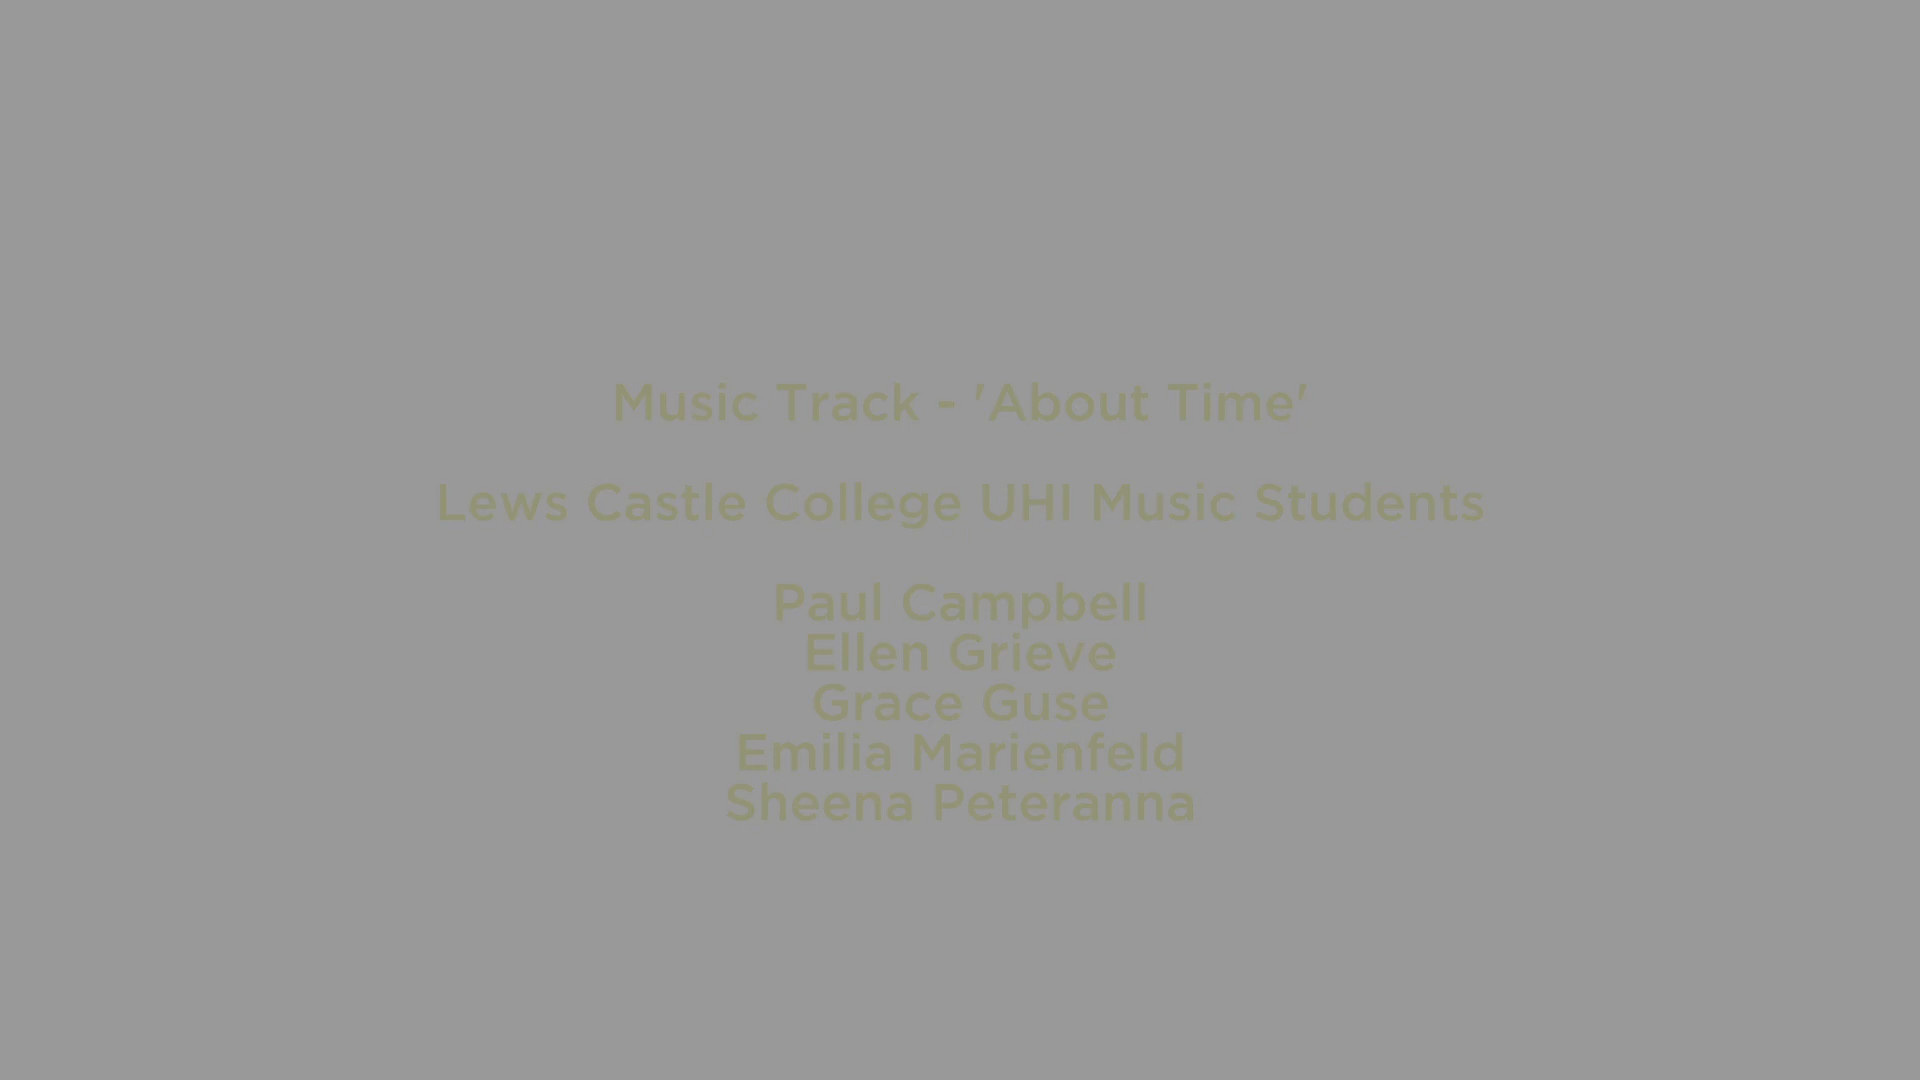 Music Track - 'About Time'
Lews Castle College UHI Music Students
Paul Campbell
Ellen Grieve
Grace Guse
Emilia Marienfeld
Sheena Peteranna